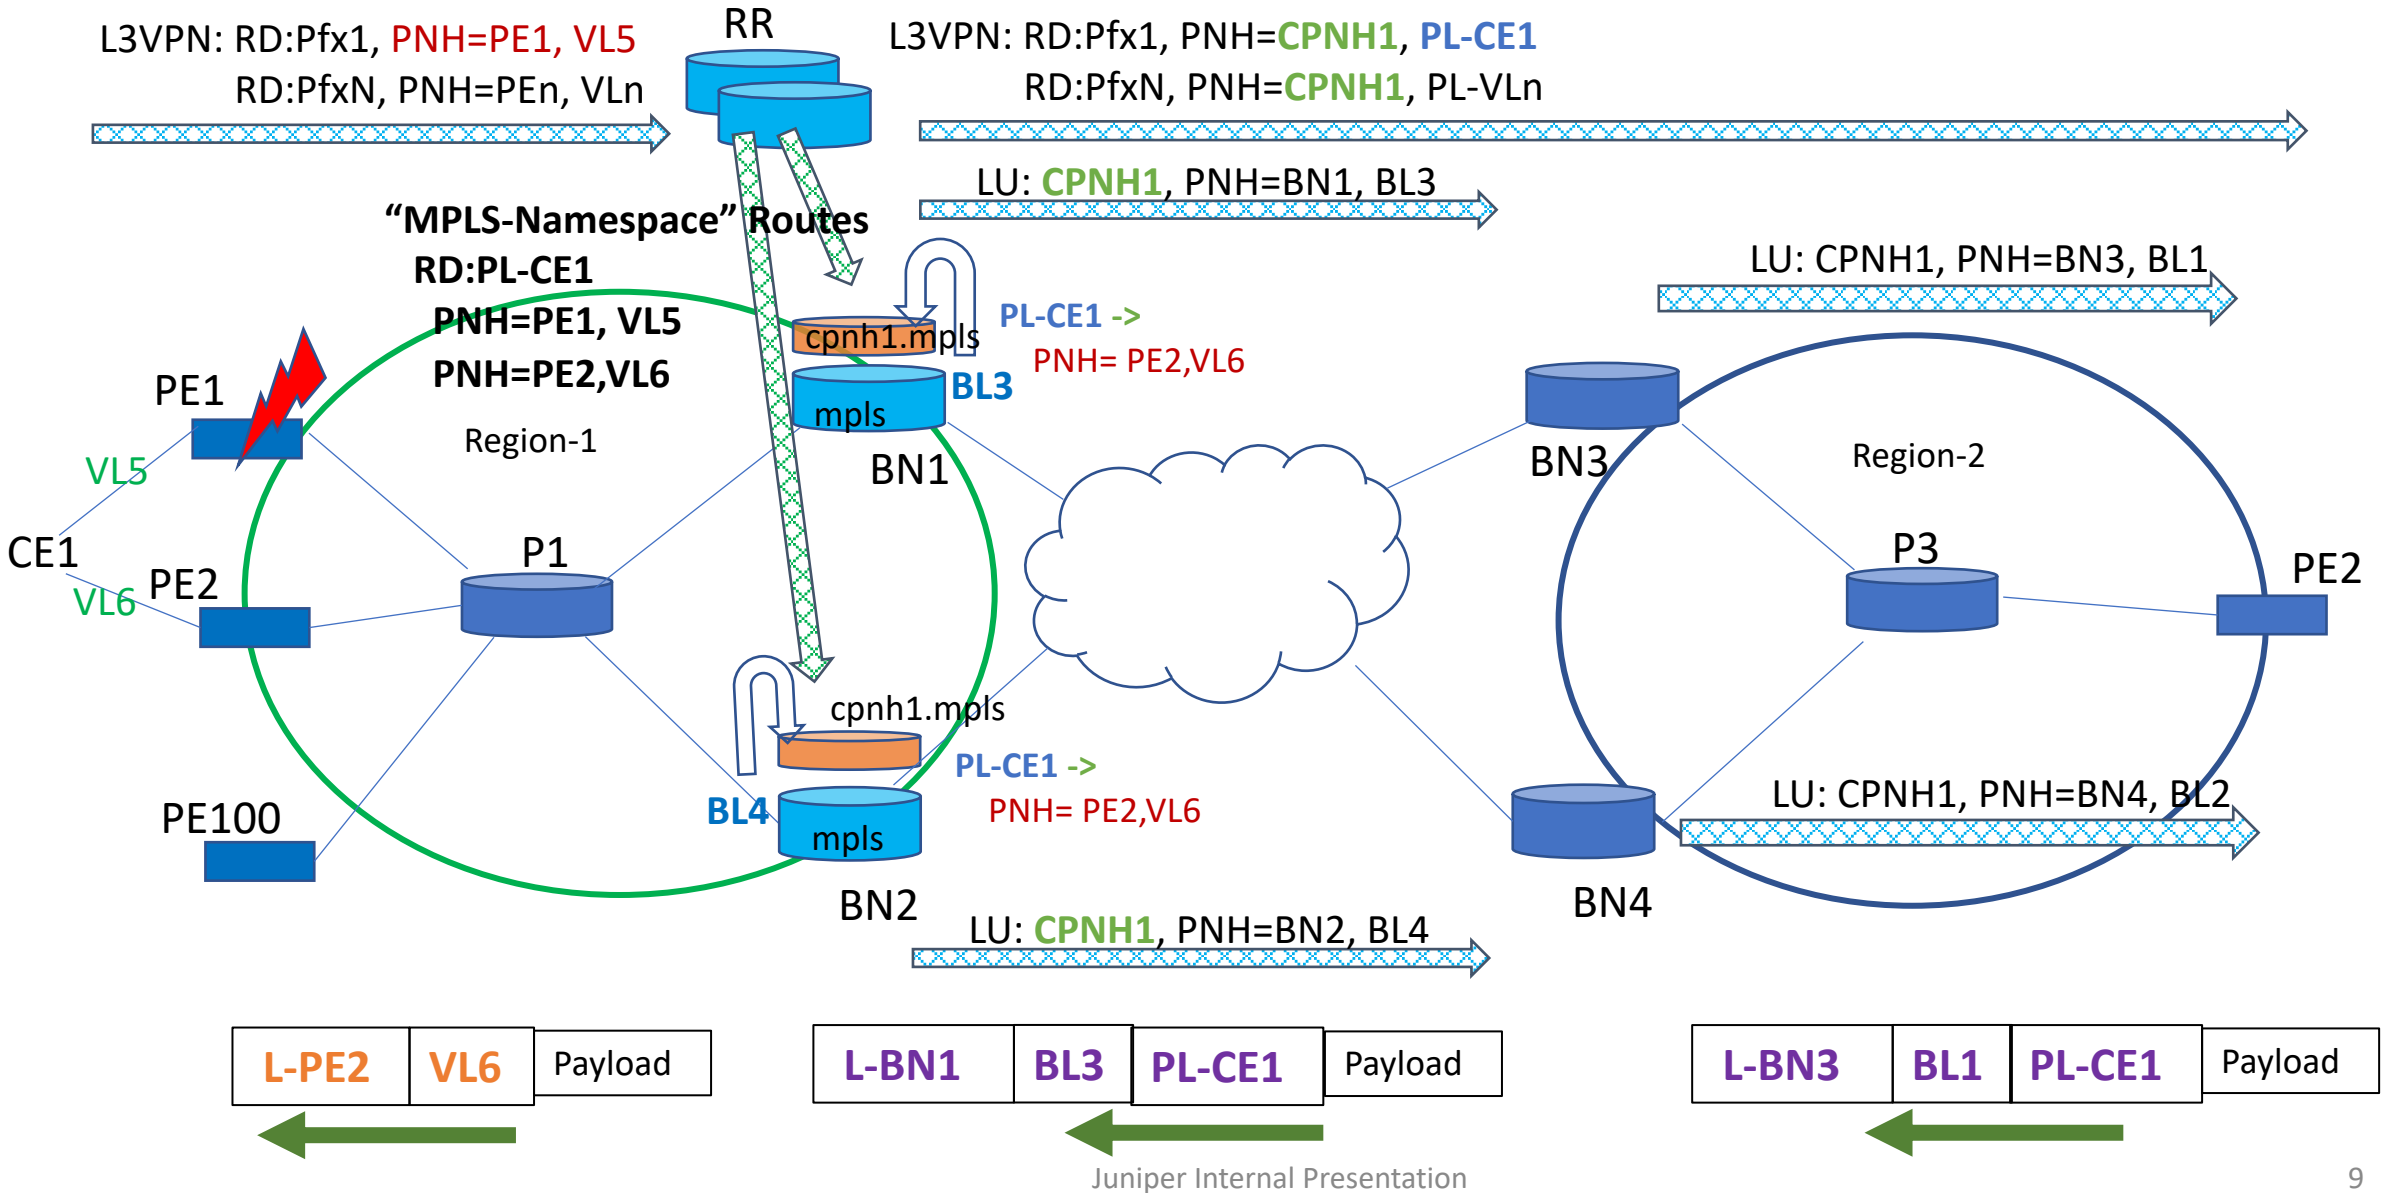 RR
L3VPN: RD:Pfx1, PNH=PE1, VL5
RD:PfxN, PNH=PEn, VLn
L3VPN: RD:Pfx1, PNH=CPNH1, PL-CE1
RD:PfxN, PNH=CPNH1, PL-VLn
LU: CPNH1, PNH=BN1, BL3
“MPLS-Namespace” Routes
RD:PL-CE1
PNH=PE1, VL5
PNH=PE2,VL6
LU: CPNH1, PNH=BN3, BL1
cpnh1.mpls
PL-CE1 ->
PNH= PE2,VL6
BL3
mpls
BN1
PE1
Region-1
VL5
CE1
PE2
VL6
P1
PE100
BN3
Region-2
P3
PE2
cpnh1.mpls
PL-CE1 ->
PNH= PE2,VL6
BL4
mpls
BN2
BN4
LU: CPNH1, PNH=BN4, BL2
LU: CPNH1, PNH=BN2, BL4
L-PE2 VL6 Payload
L-BN1 BL3 PL-CE1 Payload
L-BN3 BL1 PL-CE1 Payload
Juniper Internal Presentation
9